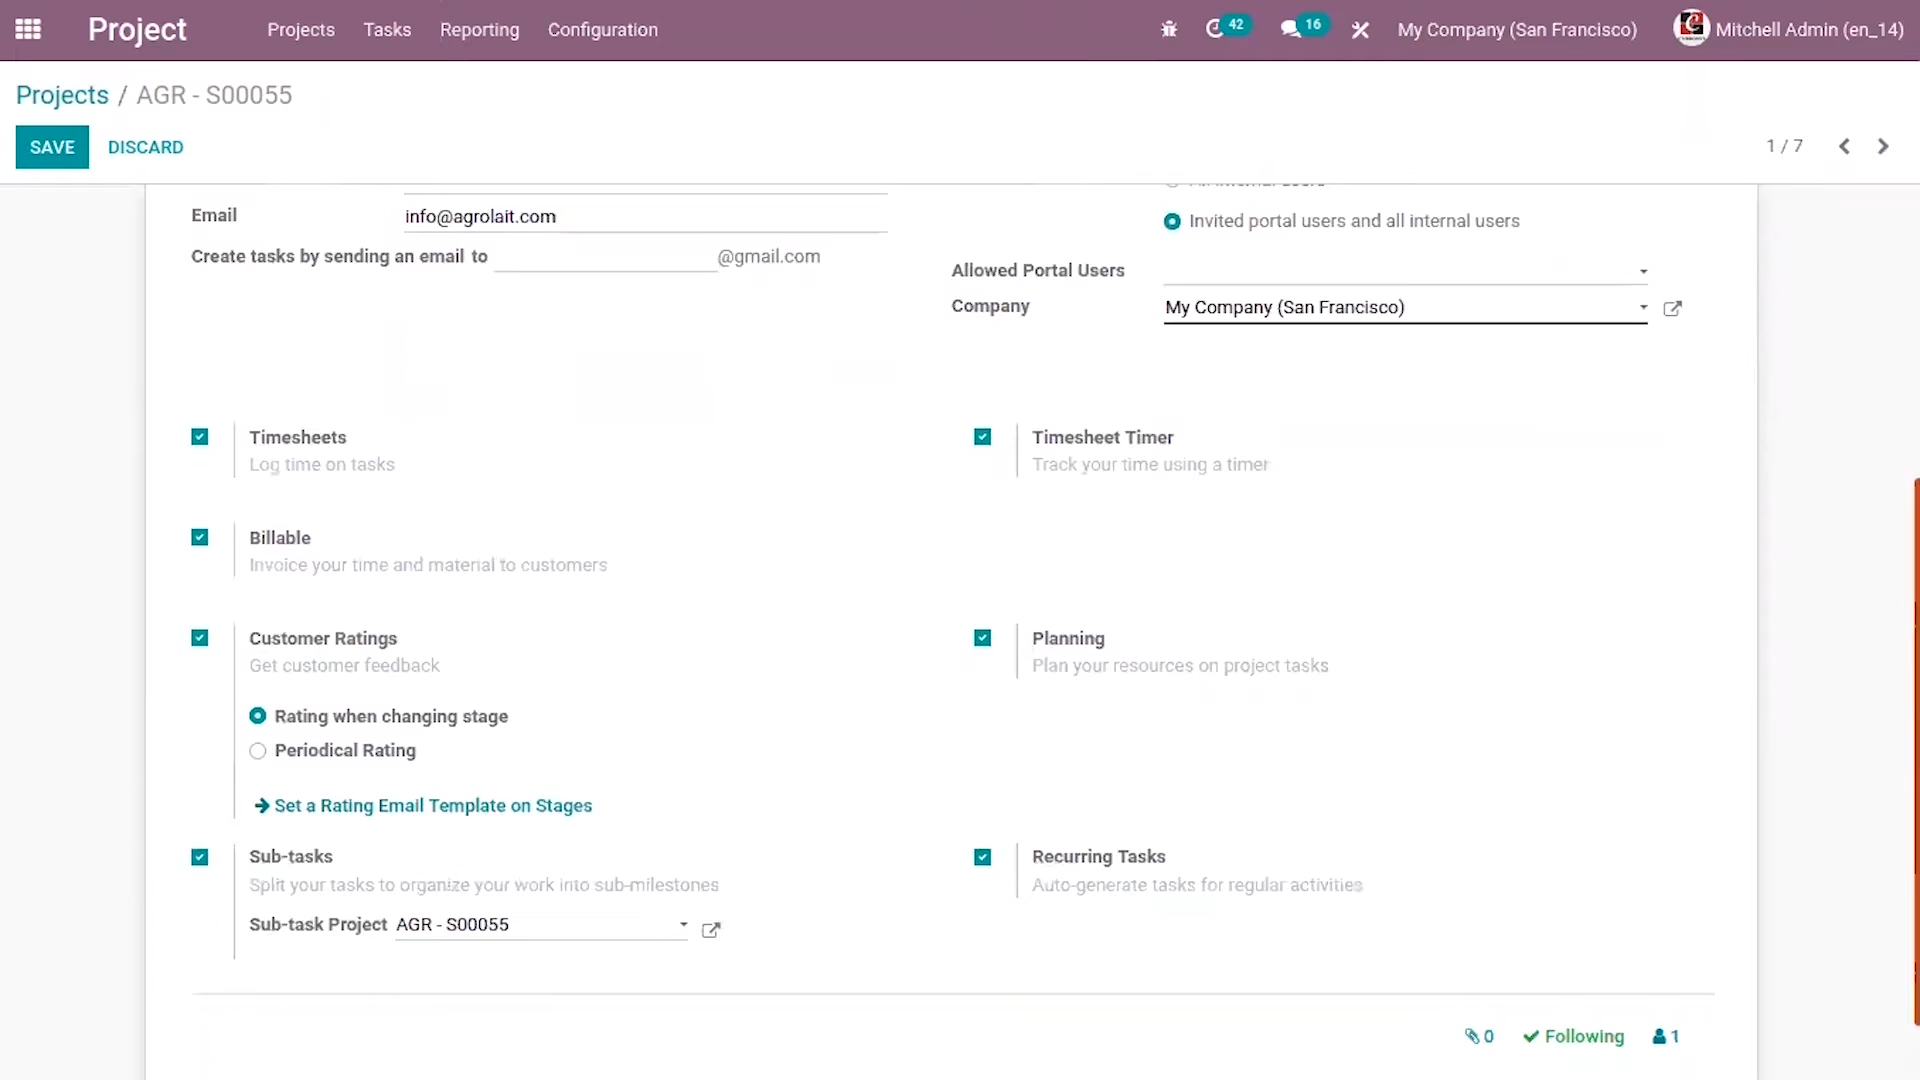 Project
Projects
Tasks
Reporting
Configuration
42
16
My Company (San Francisco)
Mitchell Admin (en_14)
Projects / AGR - S00055
SAVE
DISCARD
1 / 7
Email
info@agrolait.com
Invited portal users and all internal users
Create tasks by sending an email to
@gmail.com
Allowed Portal Users
Company
My Company (San Francisco)
Timesheets
Log time on tasks
Timesheet Timer
Track your time using a timer
Billable
Invoice your time and material to customers
Customer Ratings
Get customer feedback
Planning
Plan your resources on project tasks
Rating when changing stage
Periodical Rating
Set a Rating Email Template on Stages
Sub-tasks
Split your tasks to organize your work into sub-milestones
Recurring Tasks
Auto-generate tasks for regular activities
Sub-task Project
AGR - S00055
0
Following
1